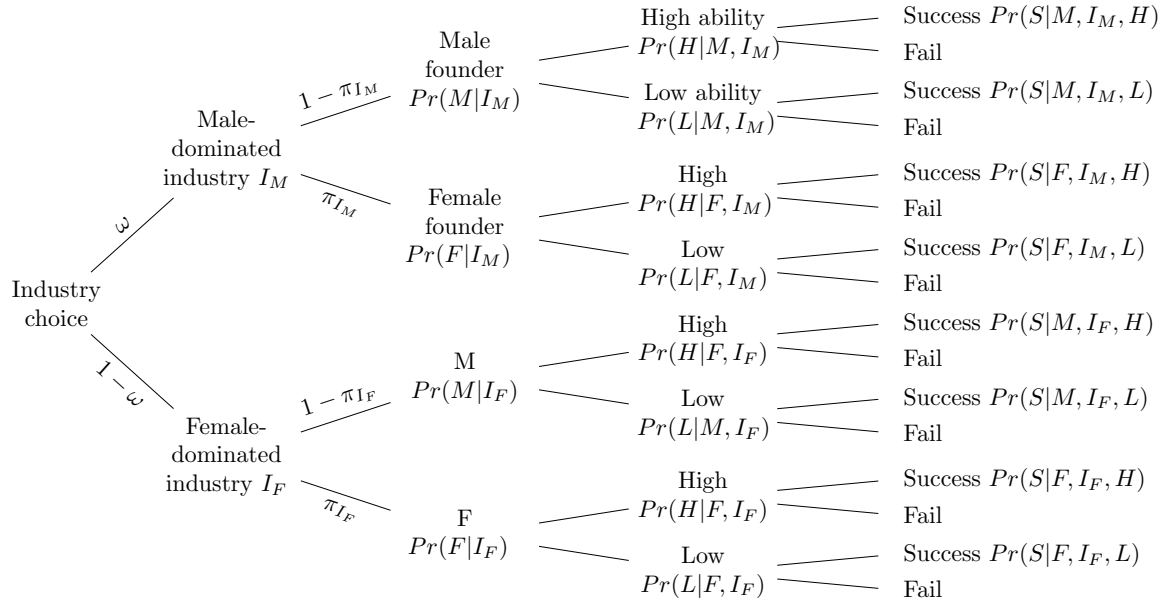 Industry
choice
ω
1 − ω
Male-
dominated
industry I_M
Female-
dominated
industry I_F
1 − π_{I_M}
π_{I_M}
1 − π_{I_F}
π_{I_F}
Male
founder
Pr(M|I_M)
Female
founder
Pr(F|I_M)
M
Pr(M|I_F)
F
Pr(F|I_F)
High ability
Pr(H|M, I_M)
Low ability
Pr(L|M, I_M)
High
Pr(H|F, I_M)
Low
Pr(L|F, I_M)
High
Pr(H|F, I_F)
Low
Pr(L|M, I_F)
High
Pr(H|F, I_F)
Low
Pr(L|F, I_F)
Success Pr(S|M, I_M, H)
Fail
Success Pr(S|M, I_M, L)
Fail
Success Pr(S|F, I_M, H)
Fail
Success Pr(S|F, I_M, L)
Fail
Success Pr(S|M, I_F, H)
Fail
Success Pr(S|M, I_F, L)
Fail
Success Pr(S|F, I_F, H)
Fail
Success Pr(S|F, I_F, L)
Fail